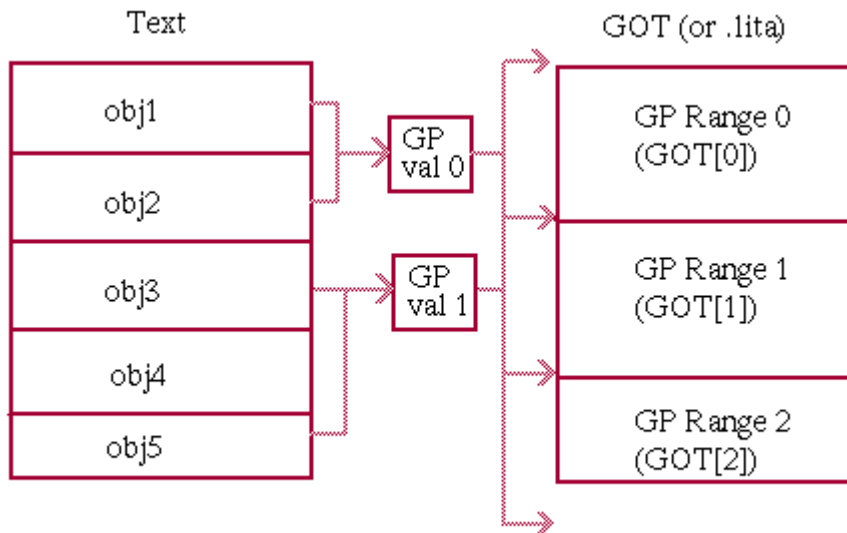 Text
obj1
obj2
obj3
obj4
obj5
GP
val 0
GP
val 1
GOT (or .lita)
GP Range 0
(GOT[0])
GP Range 1
(GOT[1])
GP Range 2
(GOT[2])